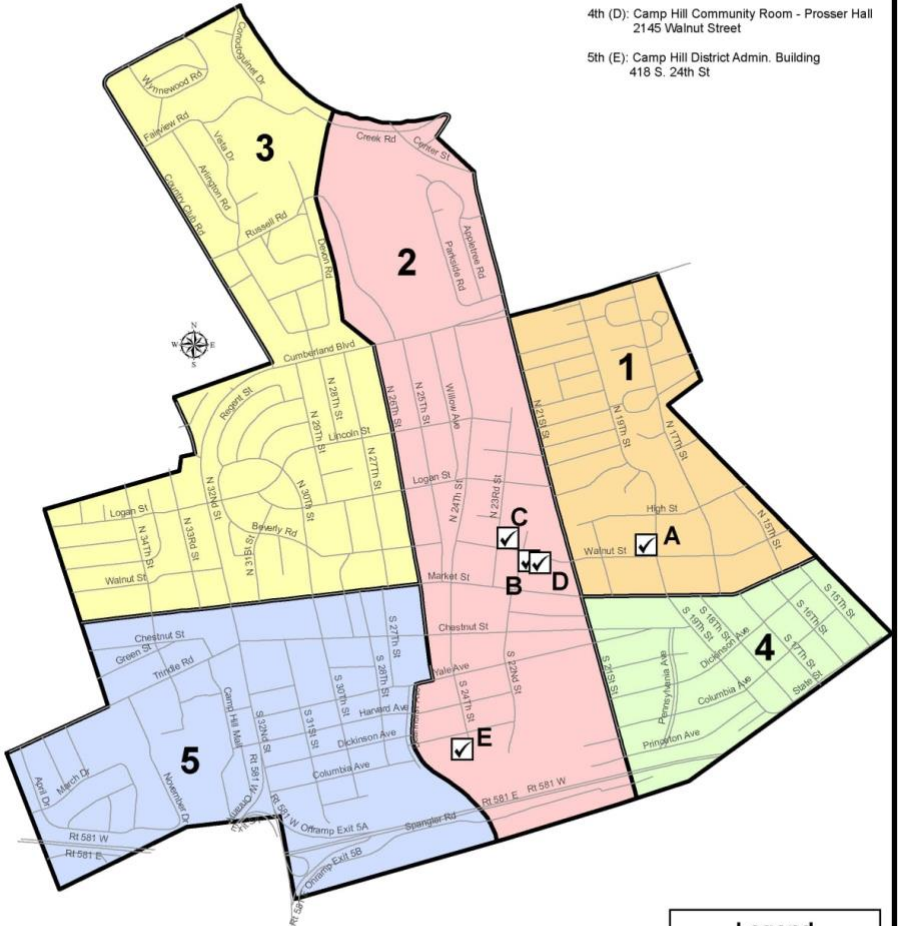 4th (D): Camp Hill Community Room - Prosser Hall
2145 Walnut Street
5th (E): Camp Hill District Admin. Building
418 S. 24th St
Conodoguinet Dr
Wynnewood Rd
Fairview Rd
Vista Dr
3
Creek Rd
Center St
Arlington Rd
Country Club Rd
Russell Rd
Devon Rd
2
Appletree Rd
Parkside Rd
N
W E
S
Cumberland Blvd
1
Regent St
N 28Th St
N 29Th St
N 26Th St
N 25Th St
Willow Ave
N 21St St
N 19Th St
N 17Th St
Lincoln St
N 27Th St
Logan St
N 32Nd St
N 30Th St
N 24Th St
N 23Rd St
Logan St
N 34Th St
N 33Rd St
Beverly Rd
N 31St St
C
High St
N 15Th St
A
Walnut St
B
D
Walnut St
Market St
Chestnut St
Green St
Trindle Rd
S 27Th St
Chestnut St
S 15Th St
S 16Th St
S 18Th St
S 19Th St
Dickinson Ave
4
S 17Th St
State St
S 28Th St
S 30Th St
Yale Ave
S 22Nd St
S 21St St
Pennsylvania Ave
Columbia Ave
Camp Hill Mall
S 32Nd St
S 31St St
Harvard Ave
S 24Th St
Dickinson Ave
E
Princeton Ave
5
Columbia Ave
April Dr
March Dr
November Dr
Rt 581 W
Rt 581 E
Rt 581 W
Rt 581 W Offramp Exit 5A
Spangler Rd
Rt 581 E
Rt 581 W
Onramp Exit 5B
Rt 581
Legend